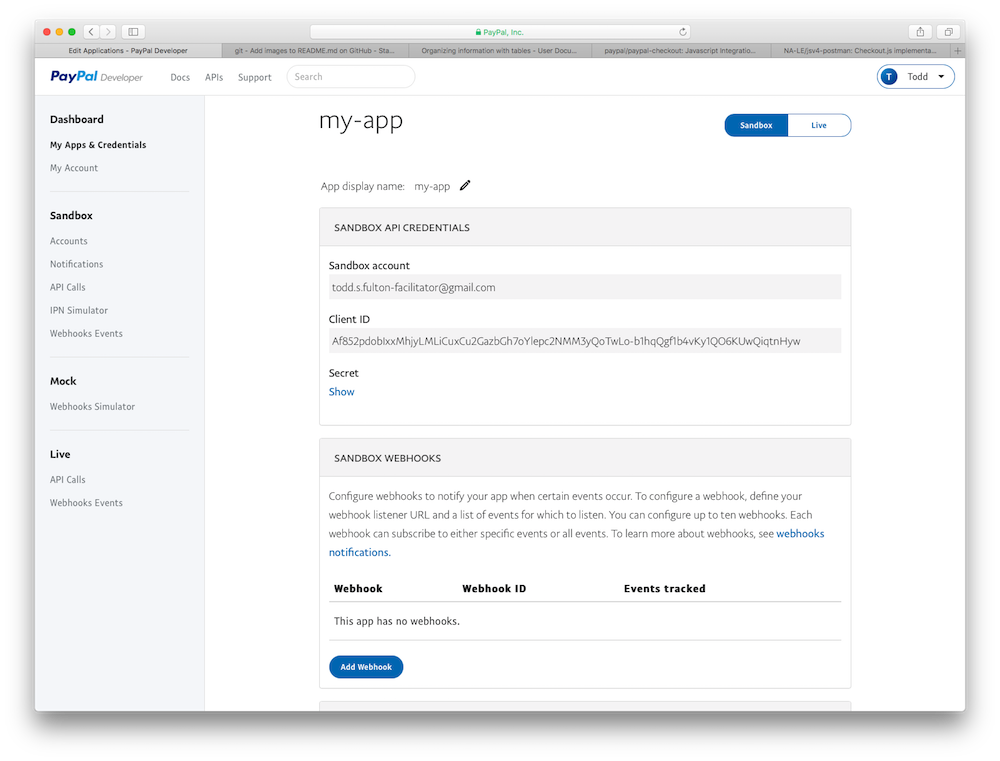 PayPal, Inc.
Edit Applications - PayPal Developer
git - Add images to README.md on GitHub - Sta...
Organizing information with tables - User Docu...
paypal/paypal-checkout: Javascript Integratio...
NA-LE/jsv4-postman: Checkout.js implementa...
PayPal Developer
Docs
APIs
Support
Search
T
Todd
Dashboard
My Apps & Credentials
My Account
Sandbox
Accounts
Notifications
API Calls
IPN Simulator
Webhooks Events
Mock
Webhooks Simulator
Live
API Calls
Webhooks Events
my-app
Sandbox
Live
App display name: my-app
SANDBOX API CREDENTIALS
Sandbox account
todd.s.fulton-facilitator@gmail.com
Client ID
Af852pdobIxxMhjyLMLiCuxCu2GazbGh7oYlepc2NMM3yQoTwLo-b1hqQgf1b4vKy1QO6KUwQiqtnHyw
Secret
Show
SANDBOX WEBHOOKS
Configure webhooks to notify your app when certain events occur. To configure a webhook, define your
webhook listener URL and a list of events for which to listen. You can configure up to ten webhooks. Each
webhook can subscribe to either specific events or all events. To learn more about webhooks, see webhooks
notifications.
Webhook Webhook ID Events tracked
This app has no webhooks.
Add Webhook